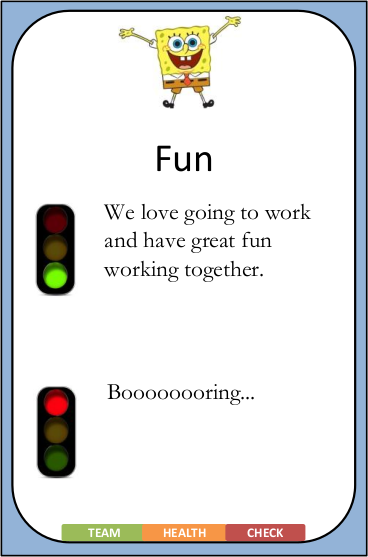 Fun
We love going to work
and have great fun
working together.
Boooooooring...
TEAM HEALTH CHECK